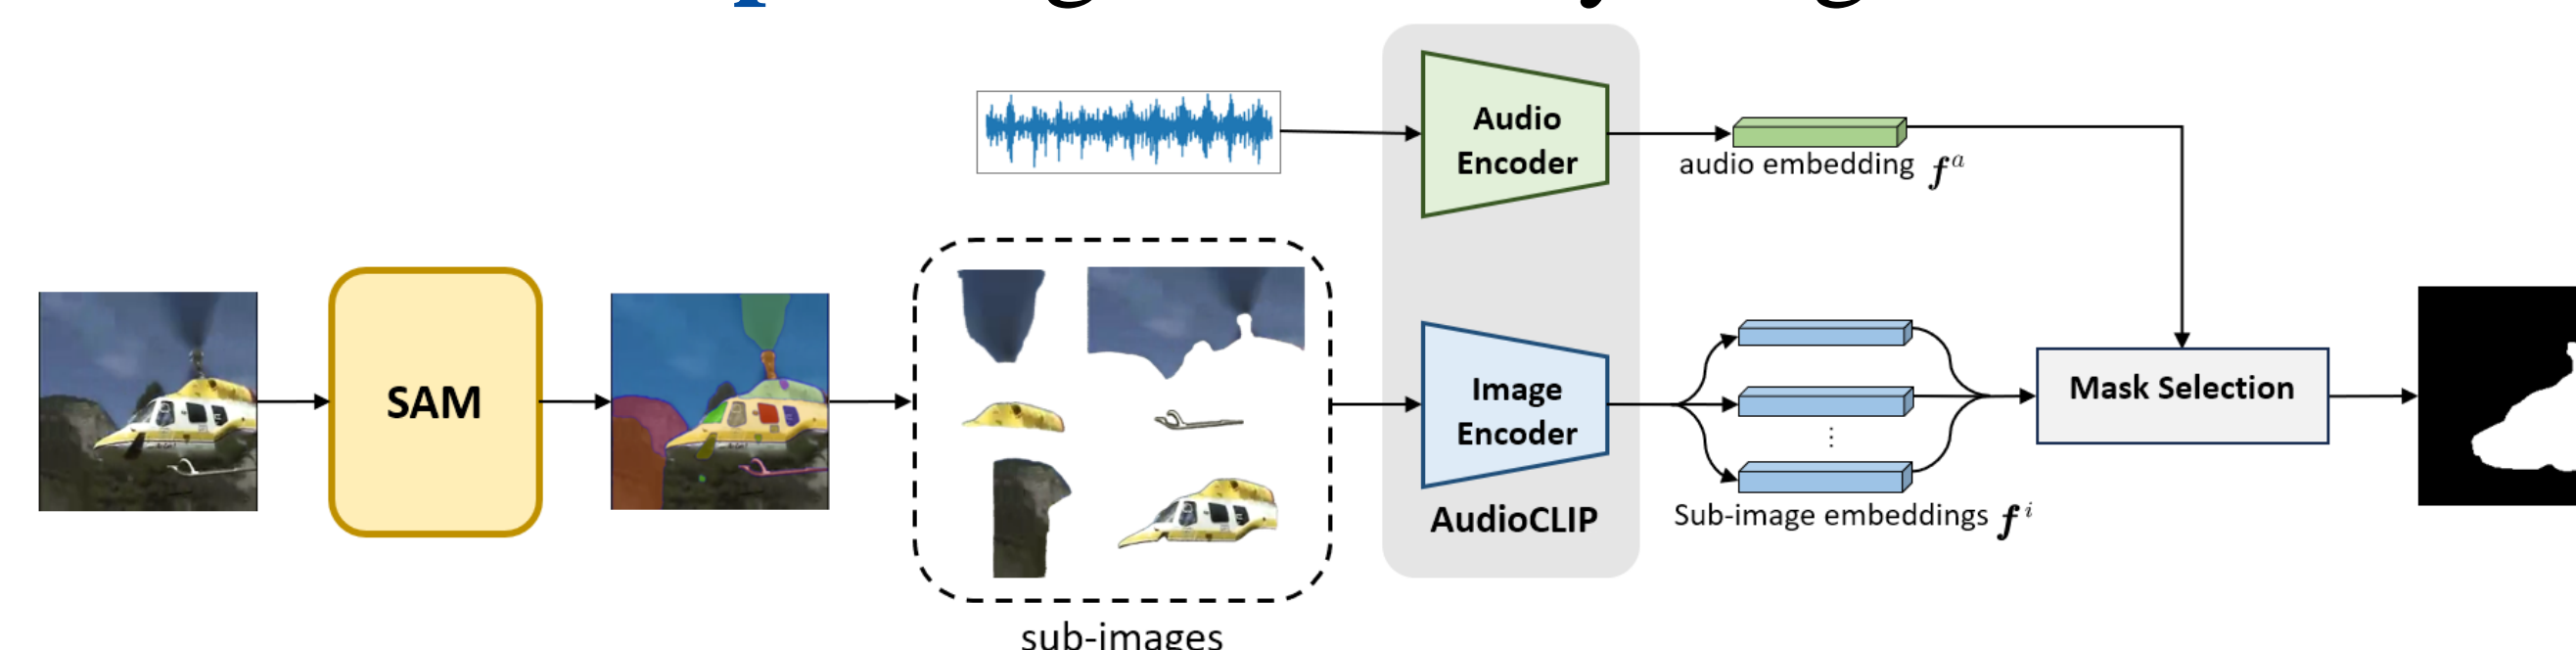 Audio
Encoder
audio embedding f^a
SAM
Image
Encoder
Mask Selection
AudioCLIP
Sub-image embeddings f^i
sub-images